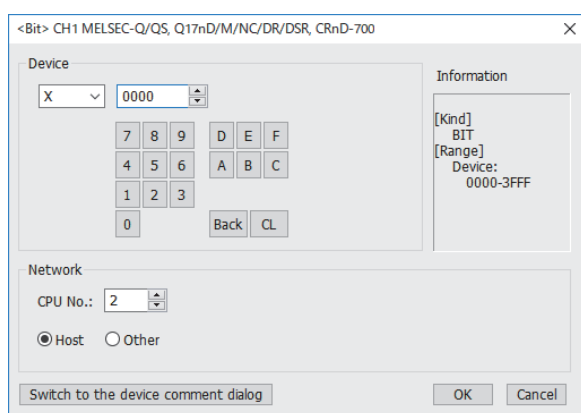 <Bit> CH1 MELSEC-Q/QS, Q17nD/M/NC/DR/DSR, CRnD-700
Device
X 0000
7 8 9 D E F
4 5 6 A B C
1 2 3
0 Back CL
Information
[Kind]
BIT
[Range]
Device:
0000-3FFF
Network
CPU No.: 2
Host Other
Switch to the device comment dialog OK Cancel